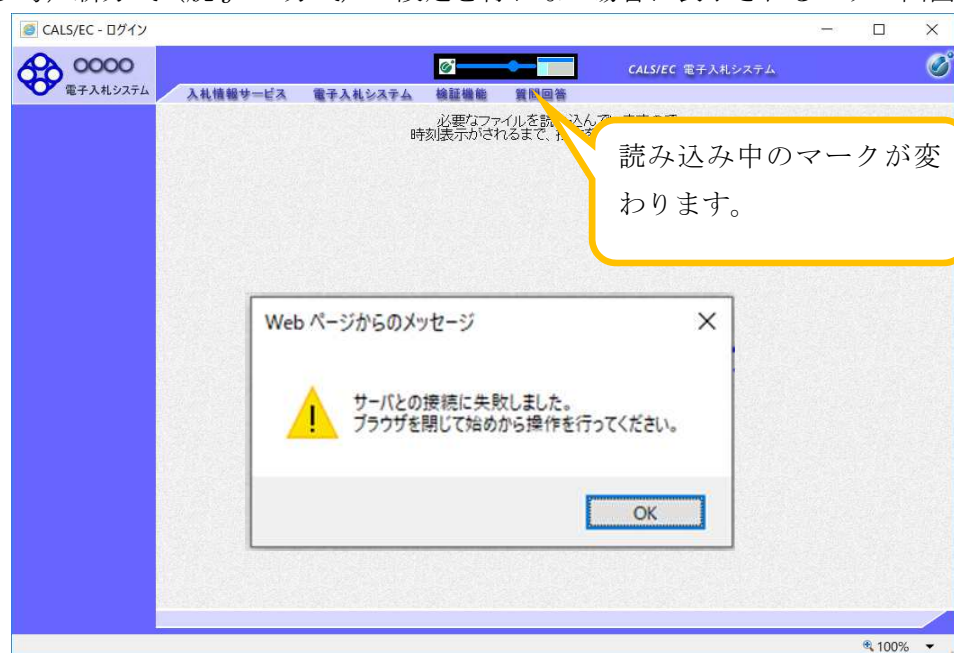 CALS/EC - ログイン
OOOO
電子入札システム
CALS/EC 電子入札システム
入札情報サービス 電子入札システム 検証機能 質問回答
必要なファイルを読み込んで
時刻表示がされるまで、
読み込み中のマークが変
わります。
Web ページからのメッセージ
サーバとの接続に失敗しました。
ブラウザを閉じて始めから操作を行ってください。
OK
100%